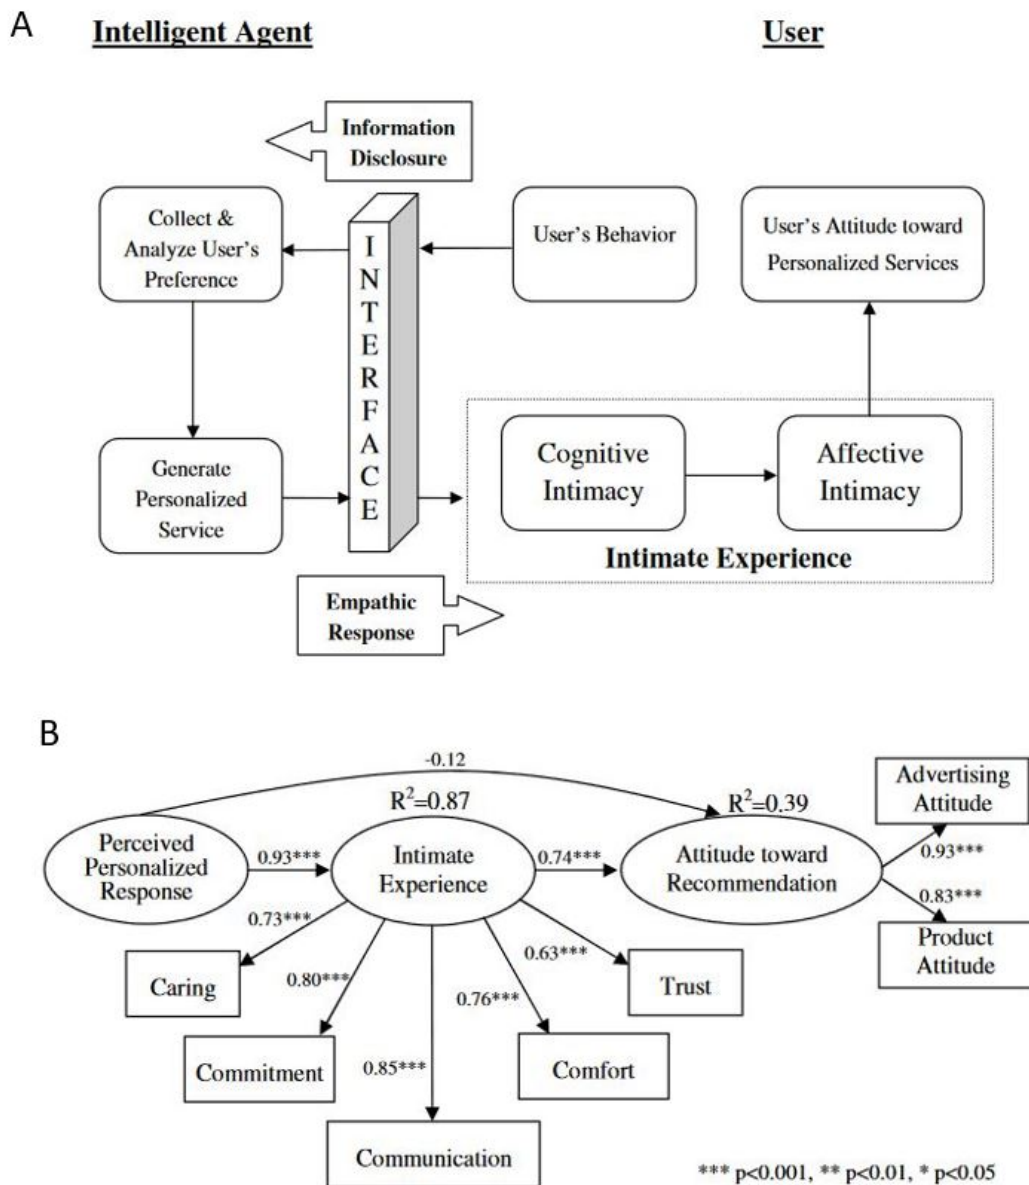 A
Intelligent Agent
User
Information
Disclosure
Collect &
Analyze User's
Preference
INTERFACE
User's Behavior
User's Attitude toward
Personalized Services
Generate
Personalized
Service
Cognitive
Intimacy
Affective
Intimacy
Intimate Experience
Empathic
Response
B
-0.12
Advertising
Attitude
R²=0.87
R²=0.39
Perceived
Personalized
Response
0.93***
Intimate
Experience
0.74***
Attitude toward
Recommendation
0.93***
0.83***
Product
Attitude
0.73***
0.80***
0.85***
0.76***
0.63***
Caring
Trust
Commitment
Comfort
Communication
*** p<0.001, ** p<0.01, * p<0.05